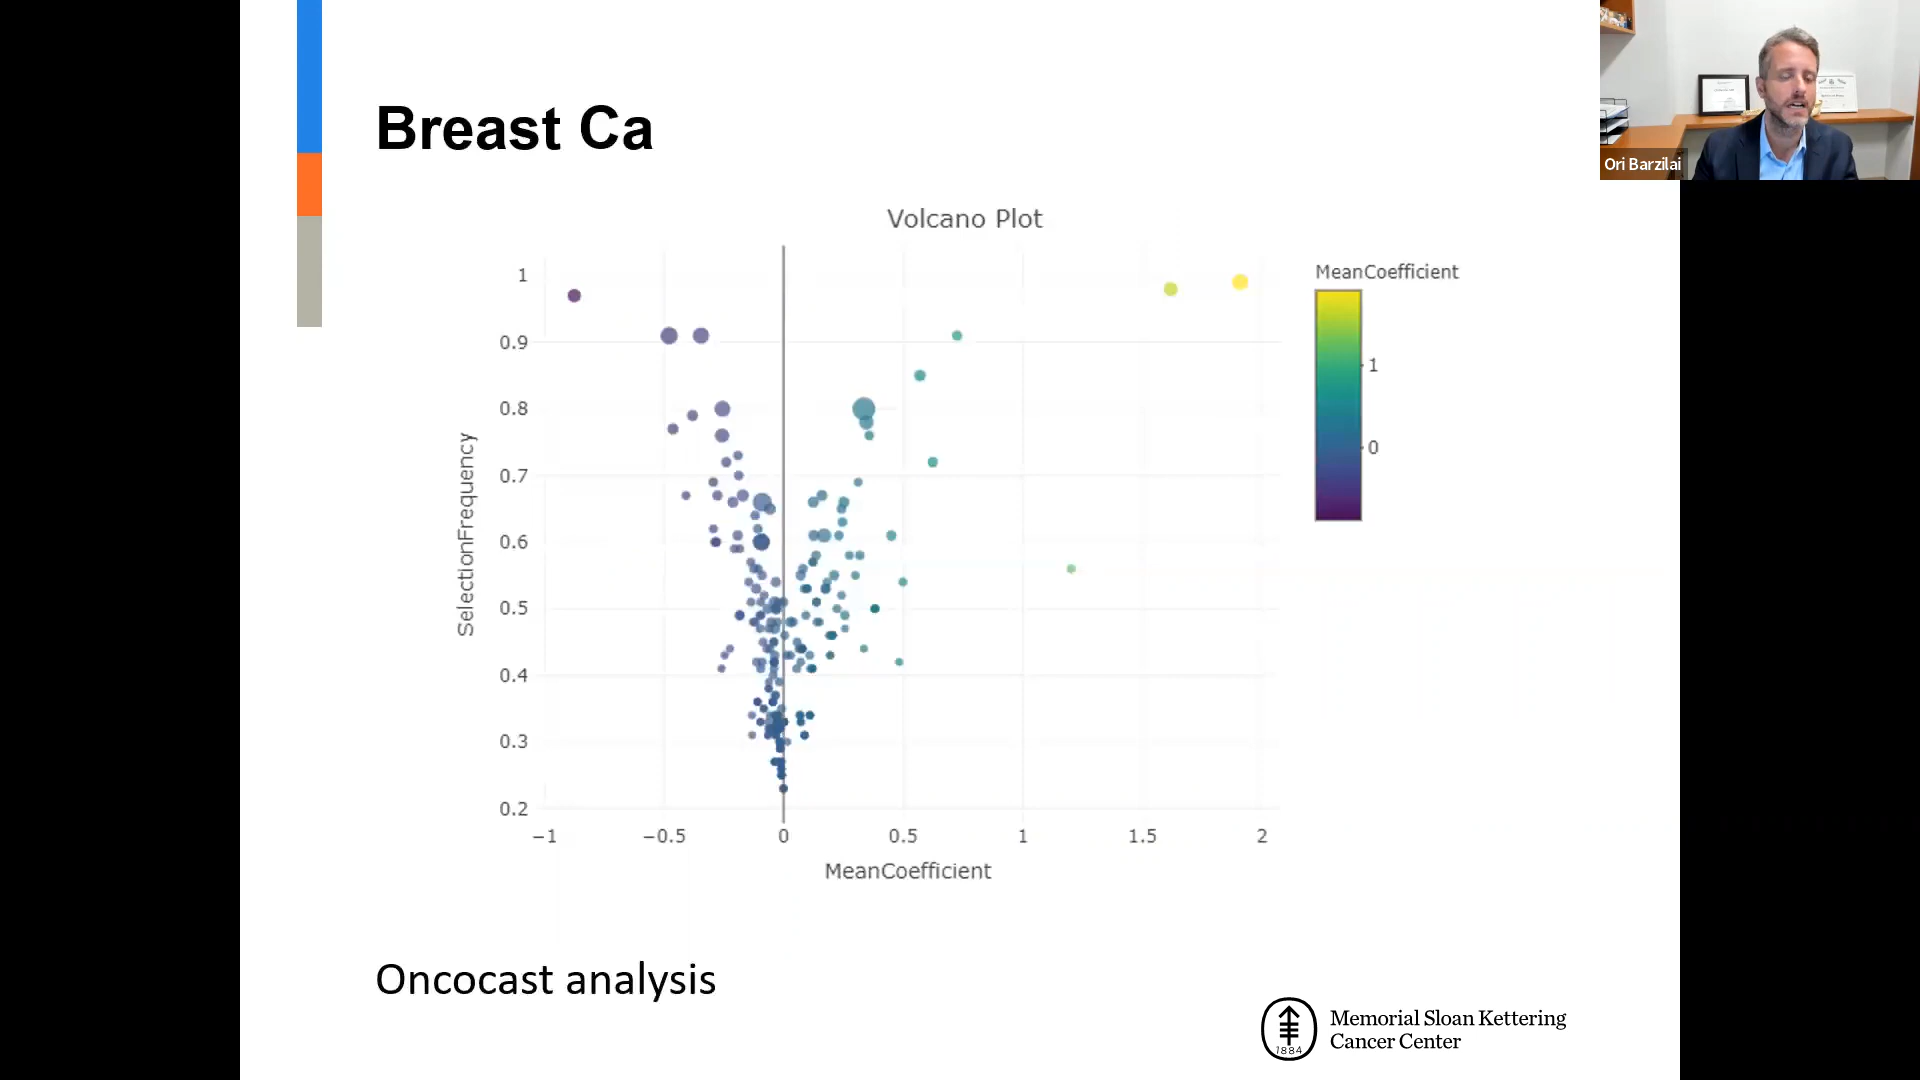 Breast Ca
Ori Barzilai
Volcano Plot
MeanCoefficient
1
0
SelectionFrequency
1
0.9
0.8
0.7
0.6
0.5
0.4
0.3
0.2
−1
−0.5
0
0.5
1
1.5
2
MeanCoefficient
Oncocast analysis
1884
Memorial Sloan Kettering
Cancer Center